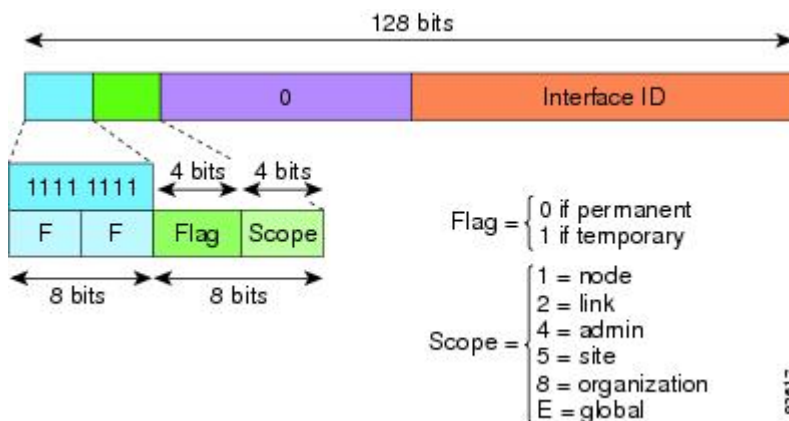 128 bits
0 Interface ID
4 bits 4 bits
1111 1111
F F Flag Scope
8 bits 8 bits
Flag = { 0 if permanent
1 if temporary
Scope = { 1 = node
2 = link
4 = admin
5 = site
8 = organization
E = global